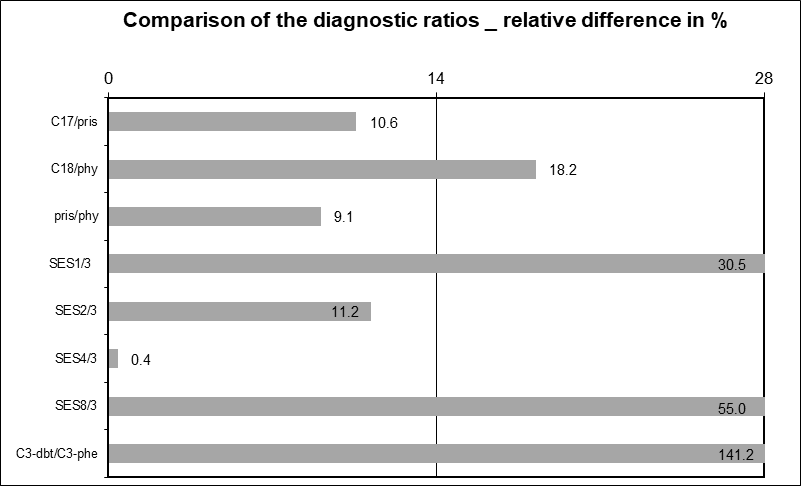 Comparison of the diagnostic ratios _ relative difference in %
0 14 28
C17/pris 10.6
C18/phy 18.2
pris/phy 9.1
SES1/3 30.5
SES2/3 11.2
SES4/3 0.4
SES8/3 55.0
C3-dbt/C3-phe 141.2